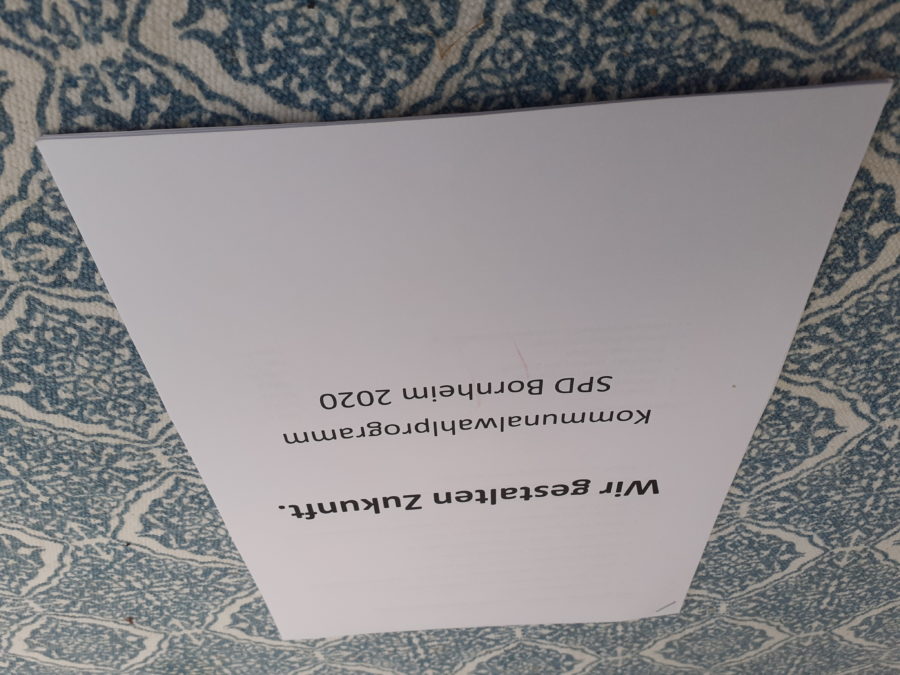 Wir gestalten Zukunft.
Kommunalwahlprogramm
SPD Bornheim 2020